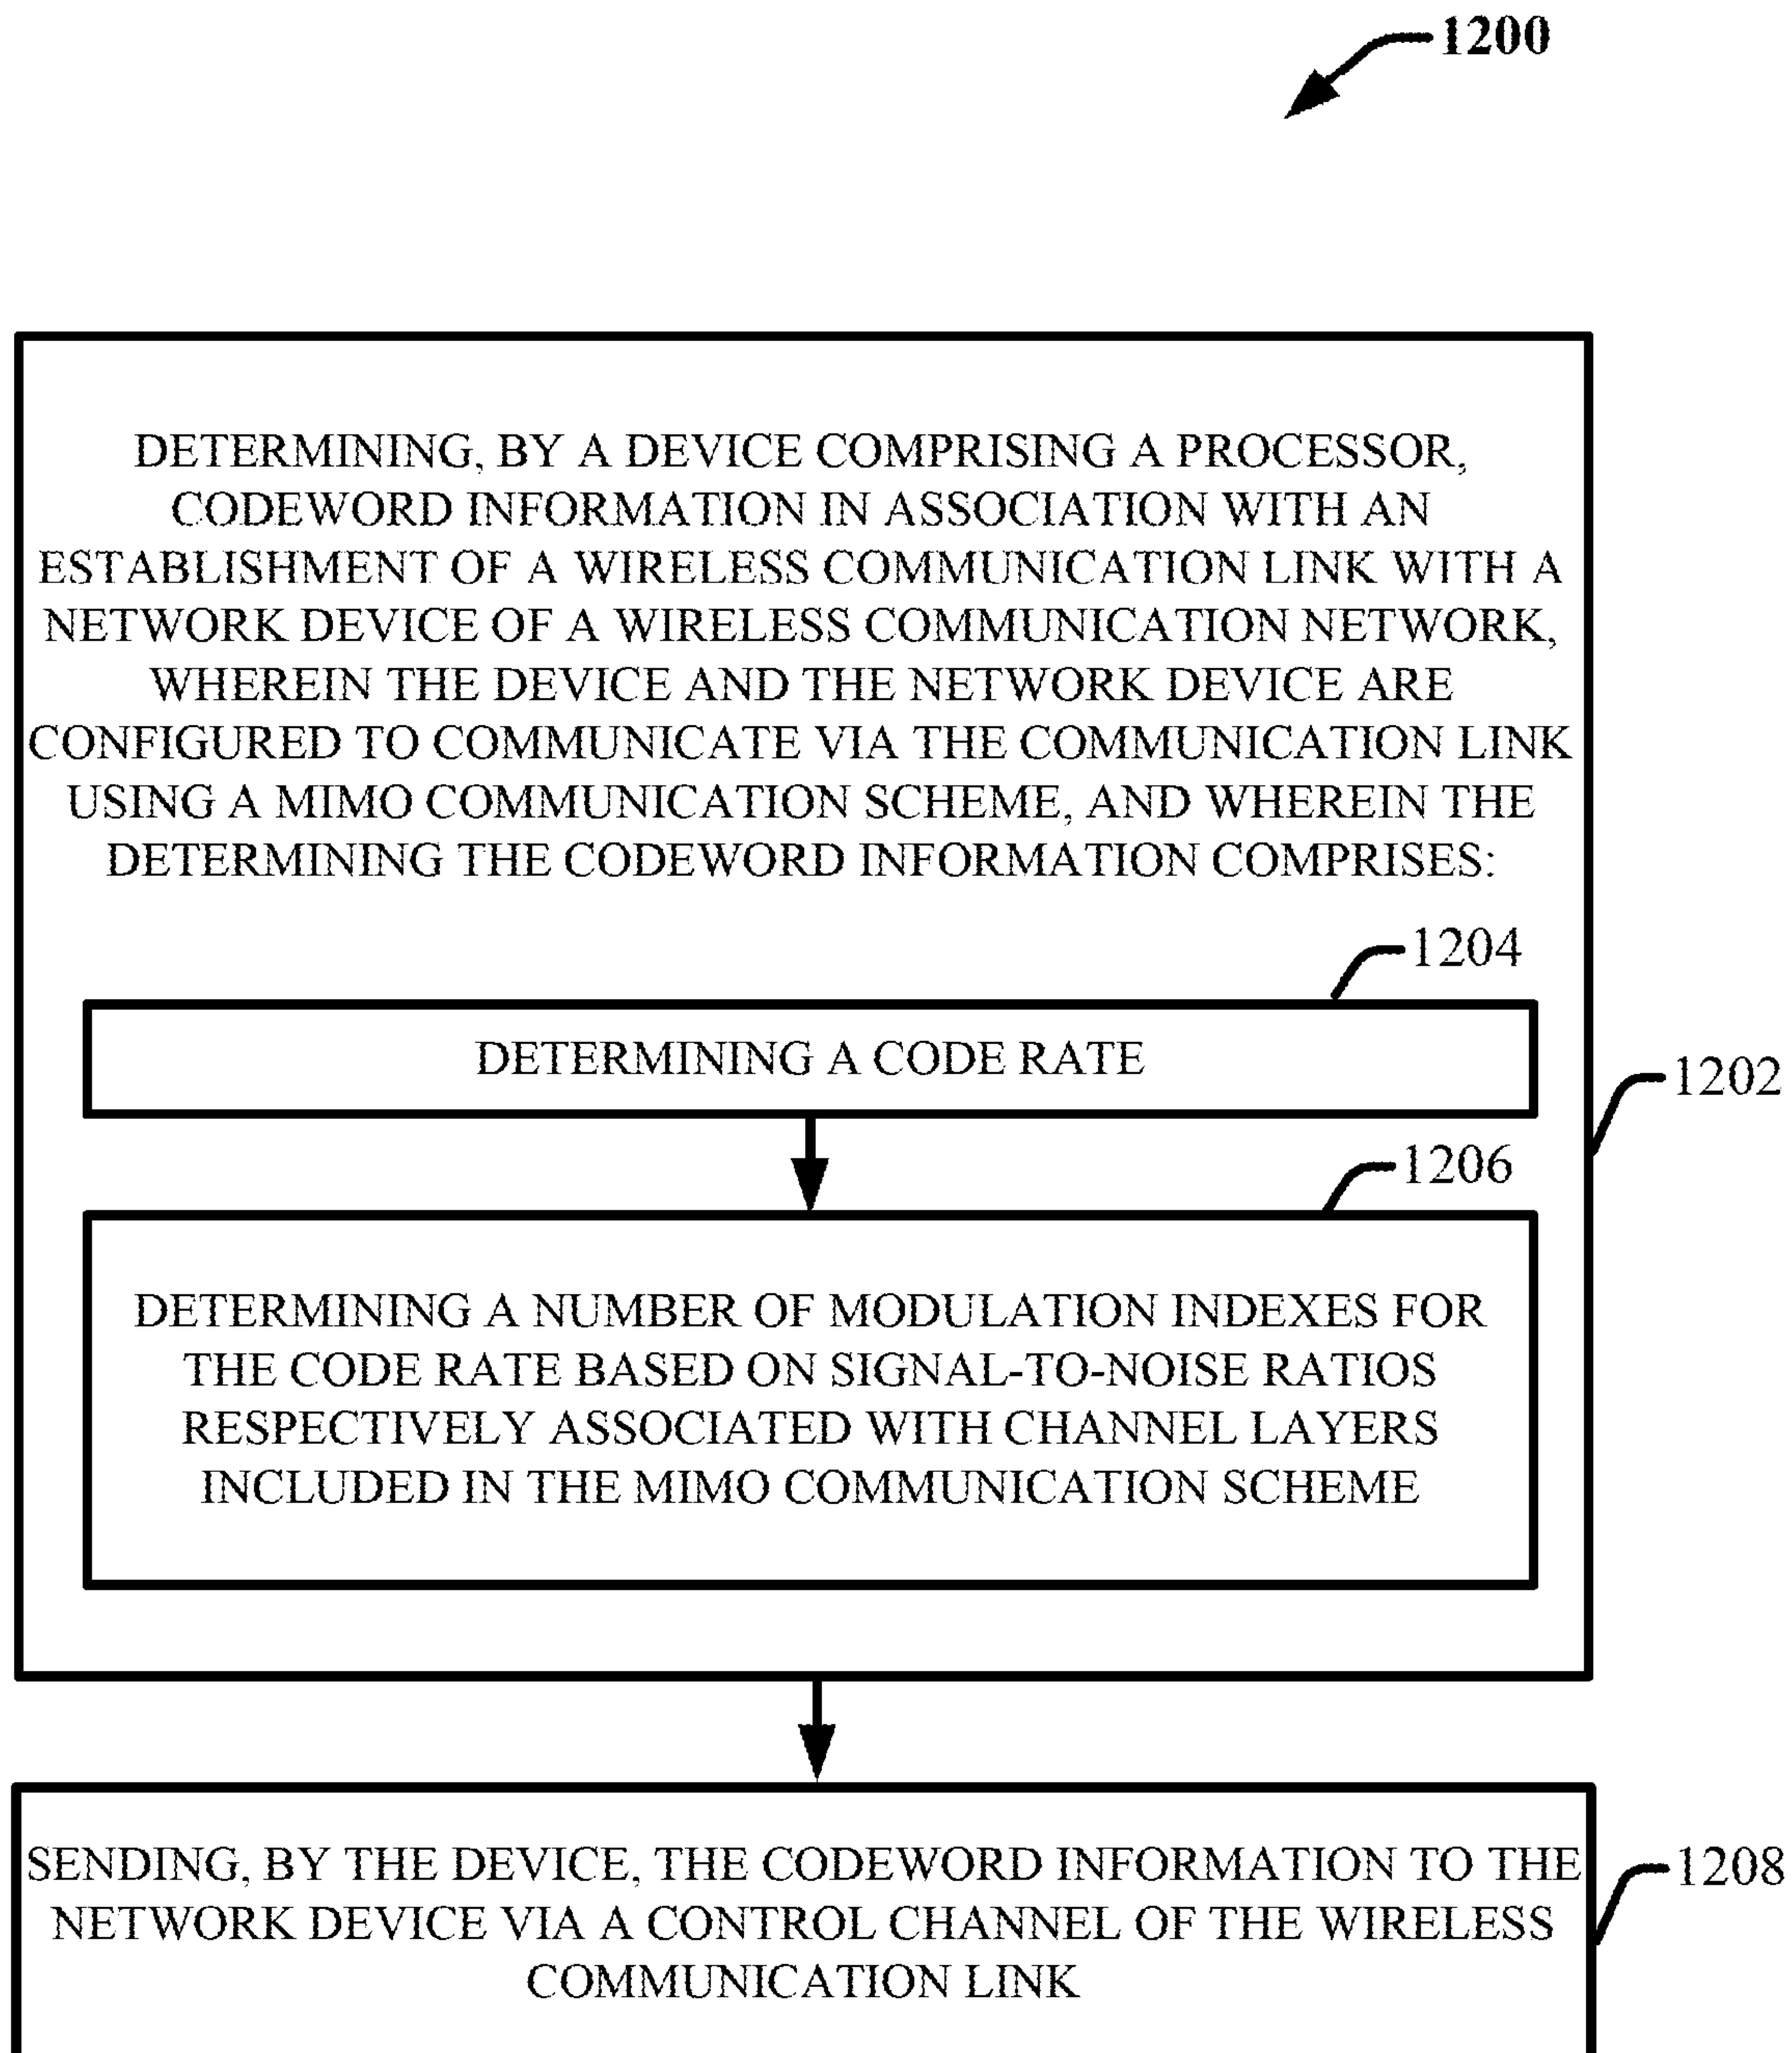 1200
DETERMINING, BY A DEVICE COMPRISING A PROCESSOR,
CODEWORD INFORMATION IN ASSOCIATION WITH AN
ESTABLISHMENT OF A WIRELESS COMMUNICATION LINK WITH A
NETWORK DEVICE OF A WIRELESS COMMUNICATION NETWORK,
WHEREIN THE DEVICE AND THE NETWORK DEVICE ARE
CONFIGURED TO COMMUNICATE VIA THE COMMUNICATION LINK
USING A MIMO COMMUNICATION SCHEME, AND WHEREIN THE
DETERMINING THE CODEWORD INFORMATION COMPRISES:
1204
DETERMINING A CODE RATE
1202
1206
DETERMINING A NUMBER OF MODULATION INDEXES FOR
THE CODE RATE BASED ON SIGNAL-TO-NOISE RATIOS
RESPECTIVELY ASSOCIATED WITH CHANNEL LAYERS
INCLUDED IN THE MIMO COMMUNICATION SCHEME
SENDING, BY THE DEVICE, THE CODEWORD INFORMATION TO THE
NETWORK DEVICE VIA A CONTROL CHANNEL OF THE WIRELESS
COMMUNICATION LINK
1208